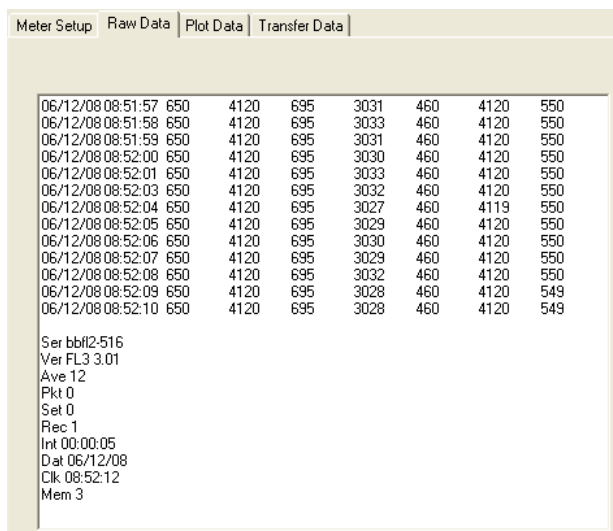 Meter Setup Raw Data Plot Data Transfer Data
06/12/08 08:51:57 650 4120 695 3031 460 4120 550
06/12/08 08:51:58 650 4120 695 3033 460 4120 550
06/12/08 08:51:59 650 4120 695 3031 460 4120 550
06/12/08 08:52:00 650 4120 695 3030 460 4120 550
06/12/08 08:52:01 650 4120 695 3033 460 4120 550
06/12/08 08:52:03 650 4120 695 3032 460 4120 550
06/12/08 08:52:04 650 4120 695 3027 460 4119 550
06/12/08 08:52:05 650 4120 695 3029 460 4120 550
06/12/08 08:52:06 650 4120 695 3030 460 4120 550
06/12/08 08:52:07 650 4120 695 3029 460 4120 550
06/12/08 08:52:08 650 4120 695 3032 460 4120 550
06/12/08 08:52:09 650 4120 695 3028 460 4120 549
06/12/08 08:52:10 650 4120 695 3028 460 4120 549
Ser bbfl2-516
Ver FL3 3.01
Ave 12
Pkt 0
Set 0
Rec 1
Int 00:00:05
Dat 06/12/08
Clk 08:52:12
Mem 3